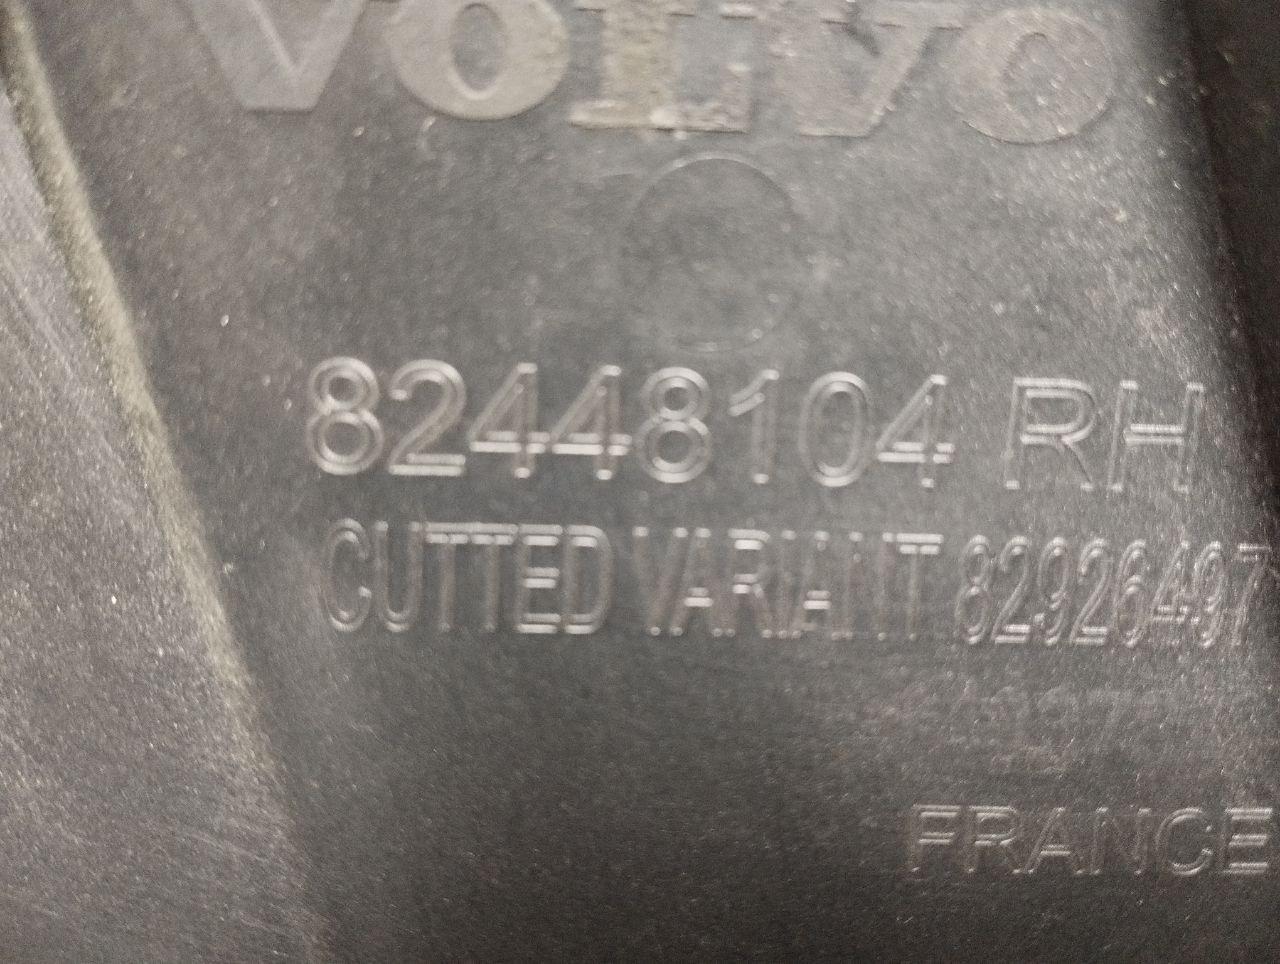 VOLVO
82448104 RH
CUTTED VARIANT 82926497
FRANCE